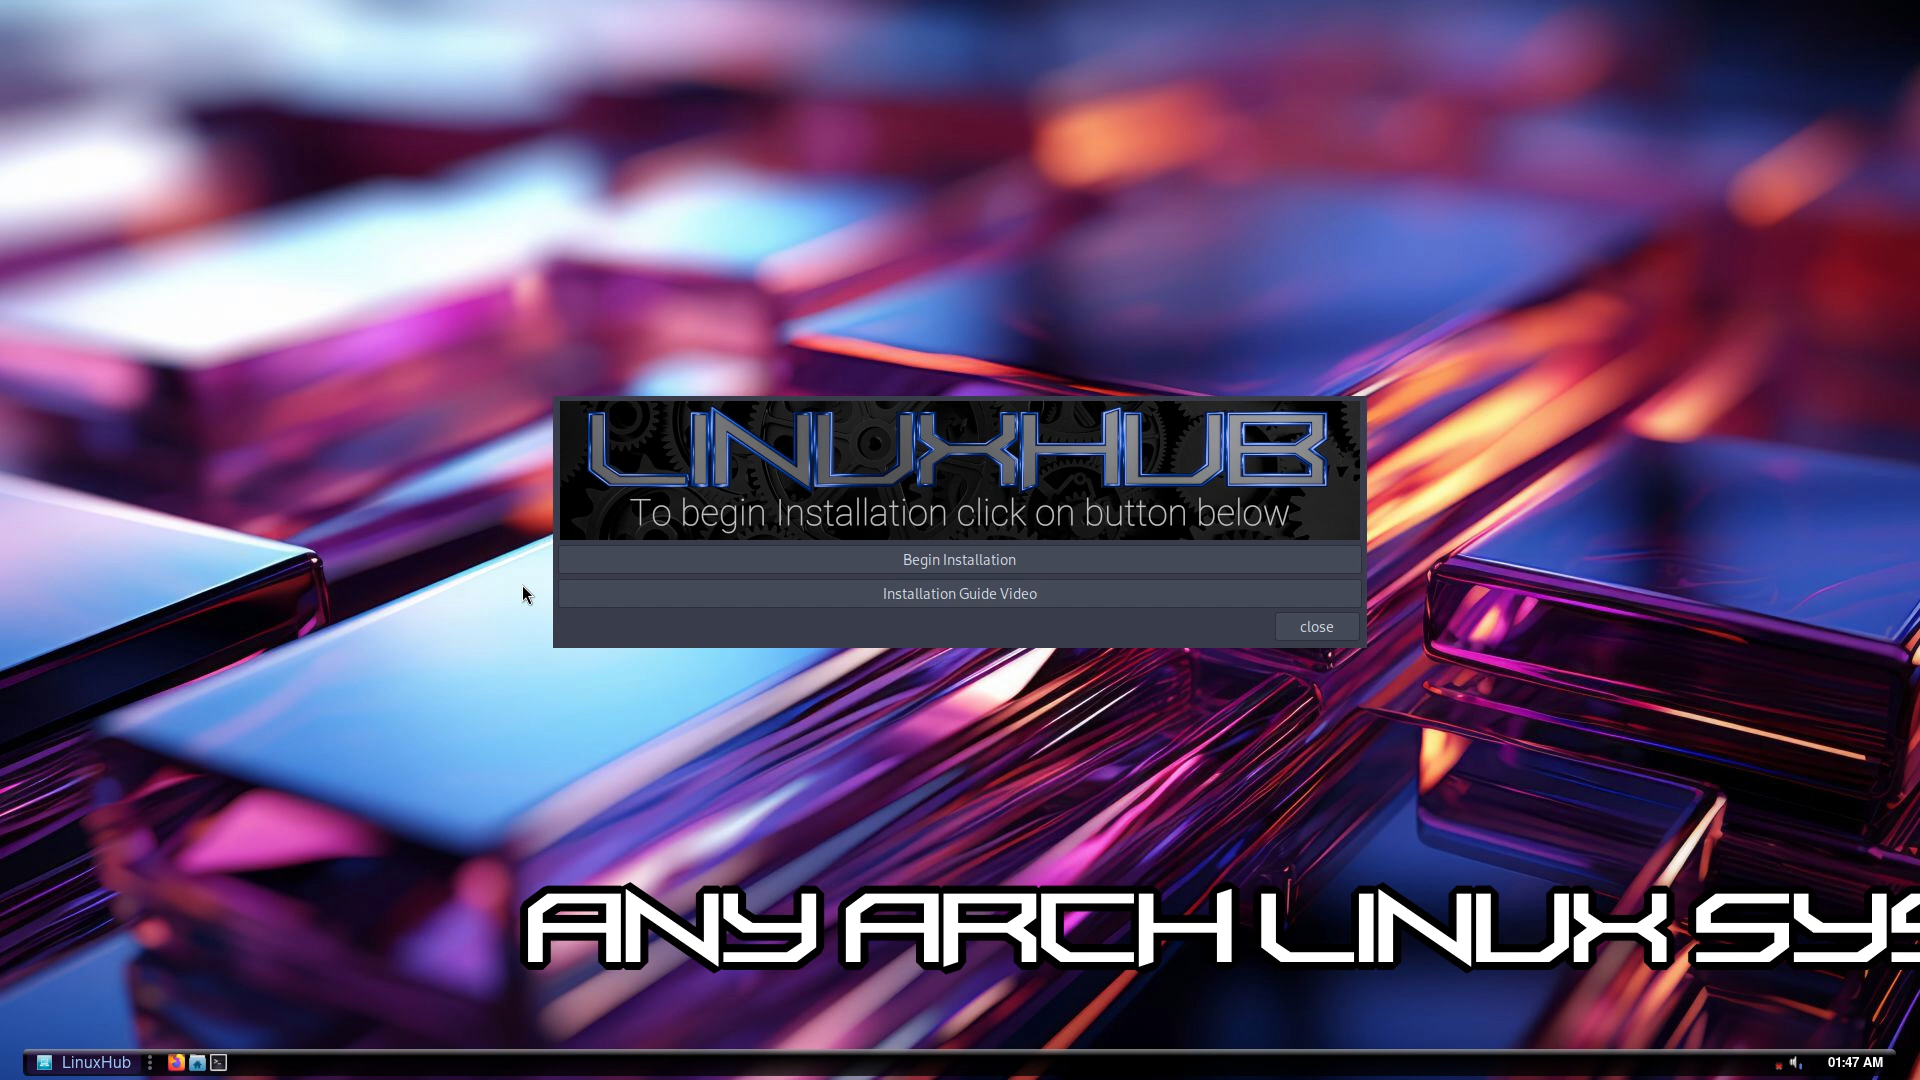 LINUXHUB
To begin Installation click on button below
Begin Installation
Installation Guide Video
close
ANY ARCH LINUX SYS
LinuxHub
01:47 AM